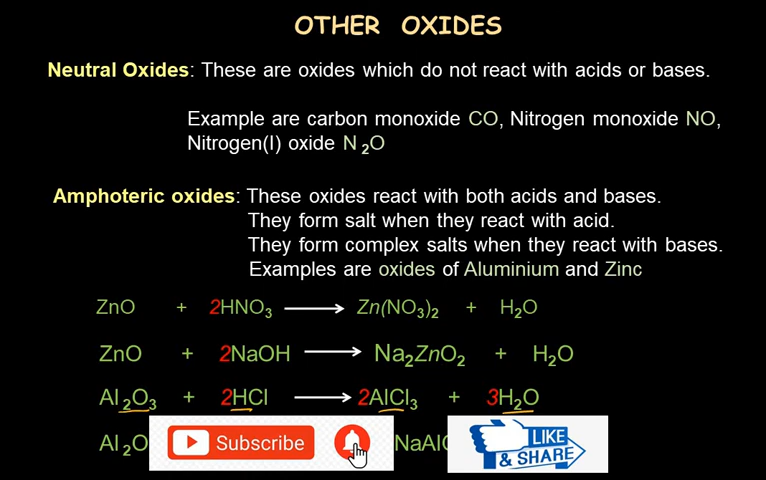 OTHER OXIDES
Neutral Oxides: These are oxides which do not react with acids or bases.
Example are carbon monoxide CO, Nitrogen monoxide NO,
Nitrogen(I) oxide N ₂O
Amphoteric oxides: These oxides react with both acids and bases.
They form salt when they react with acid.
They form complex salts when they react with bases.
Examples are oxides of Aluminium and Zinc
ZnO + 2HNO₃ ⟶ Zn(NO₃)₂ + H₂O
ZnO + 2NaOH ⟶ Na₂ZnO₂ + H₂O
Al₂O₃ + 2HCl ⟶ 2AlCl₃ + 3H₂O
Al₂O
Subscribe
LIKE
& SHARE